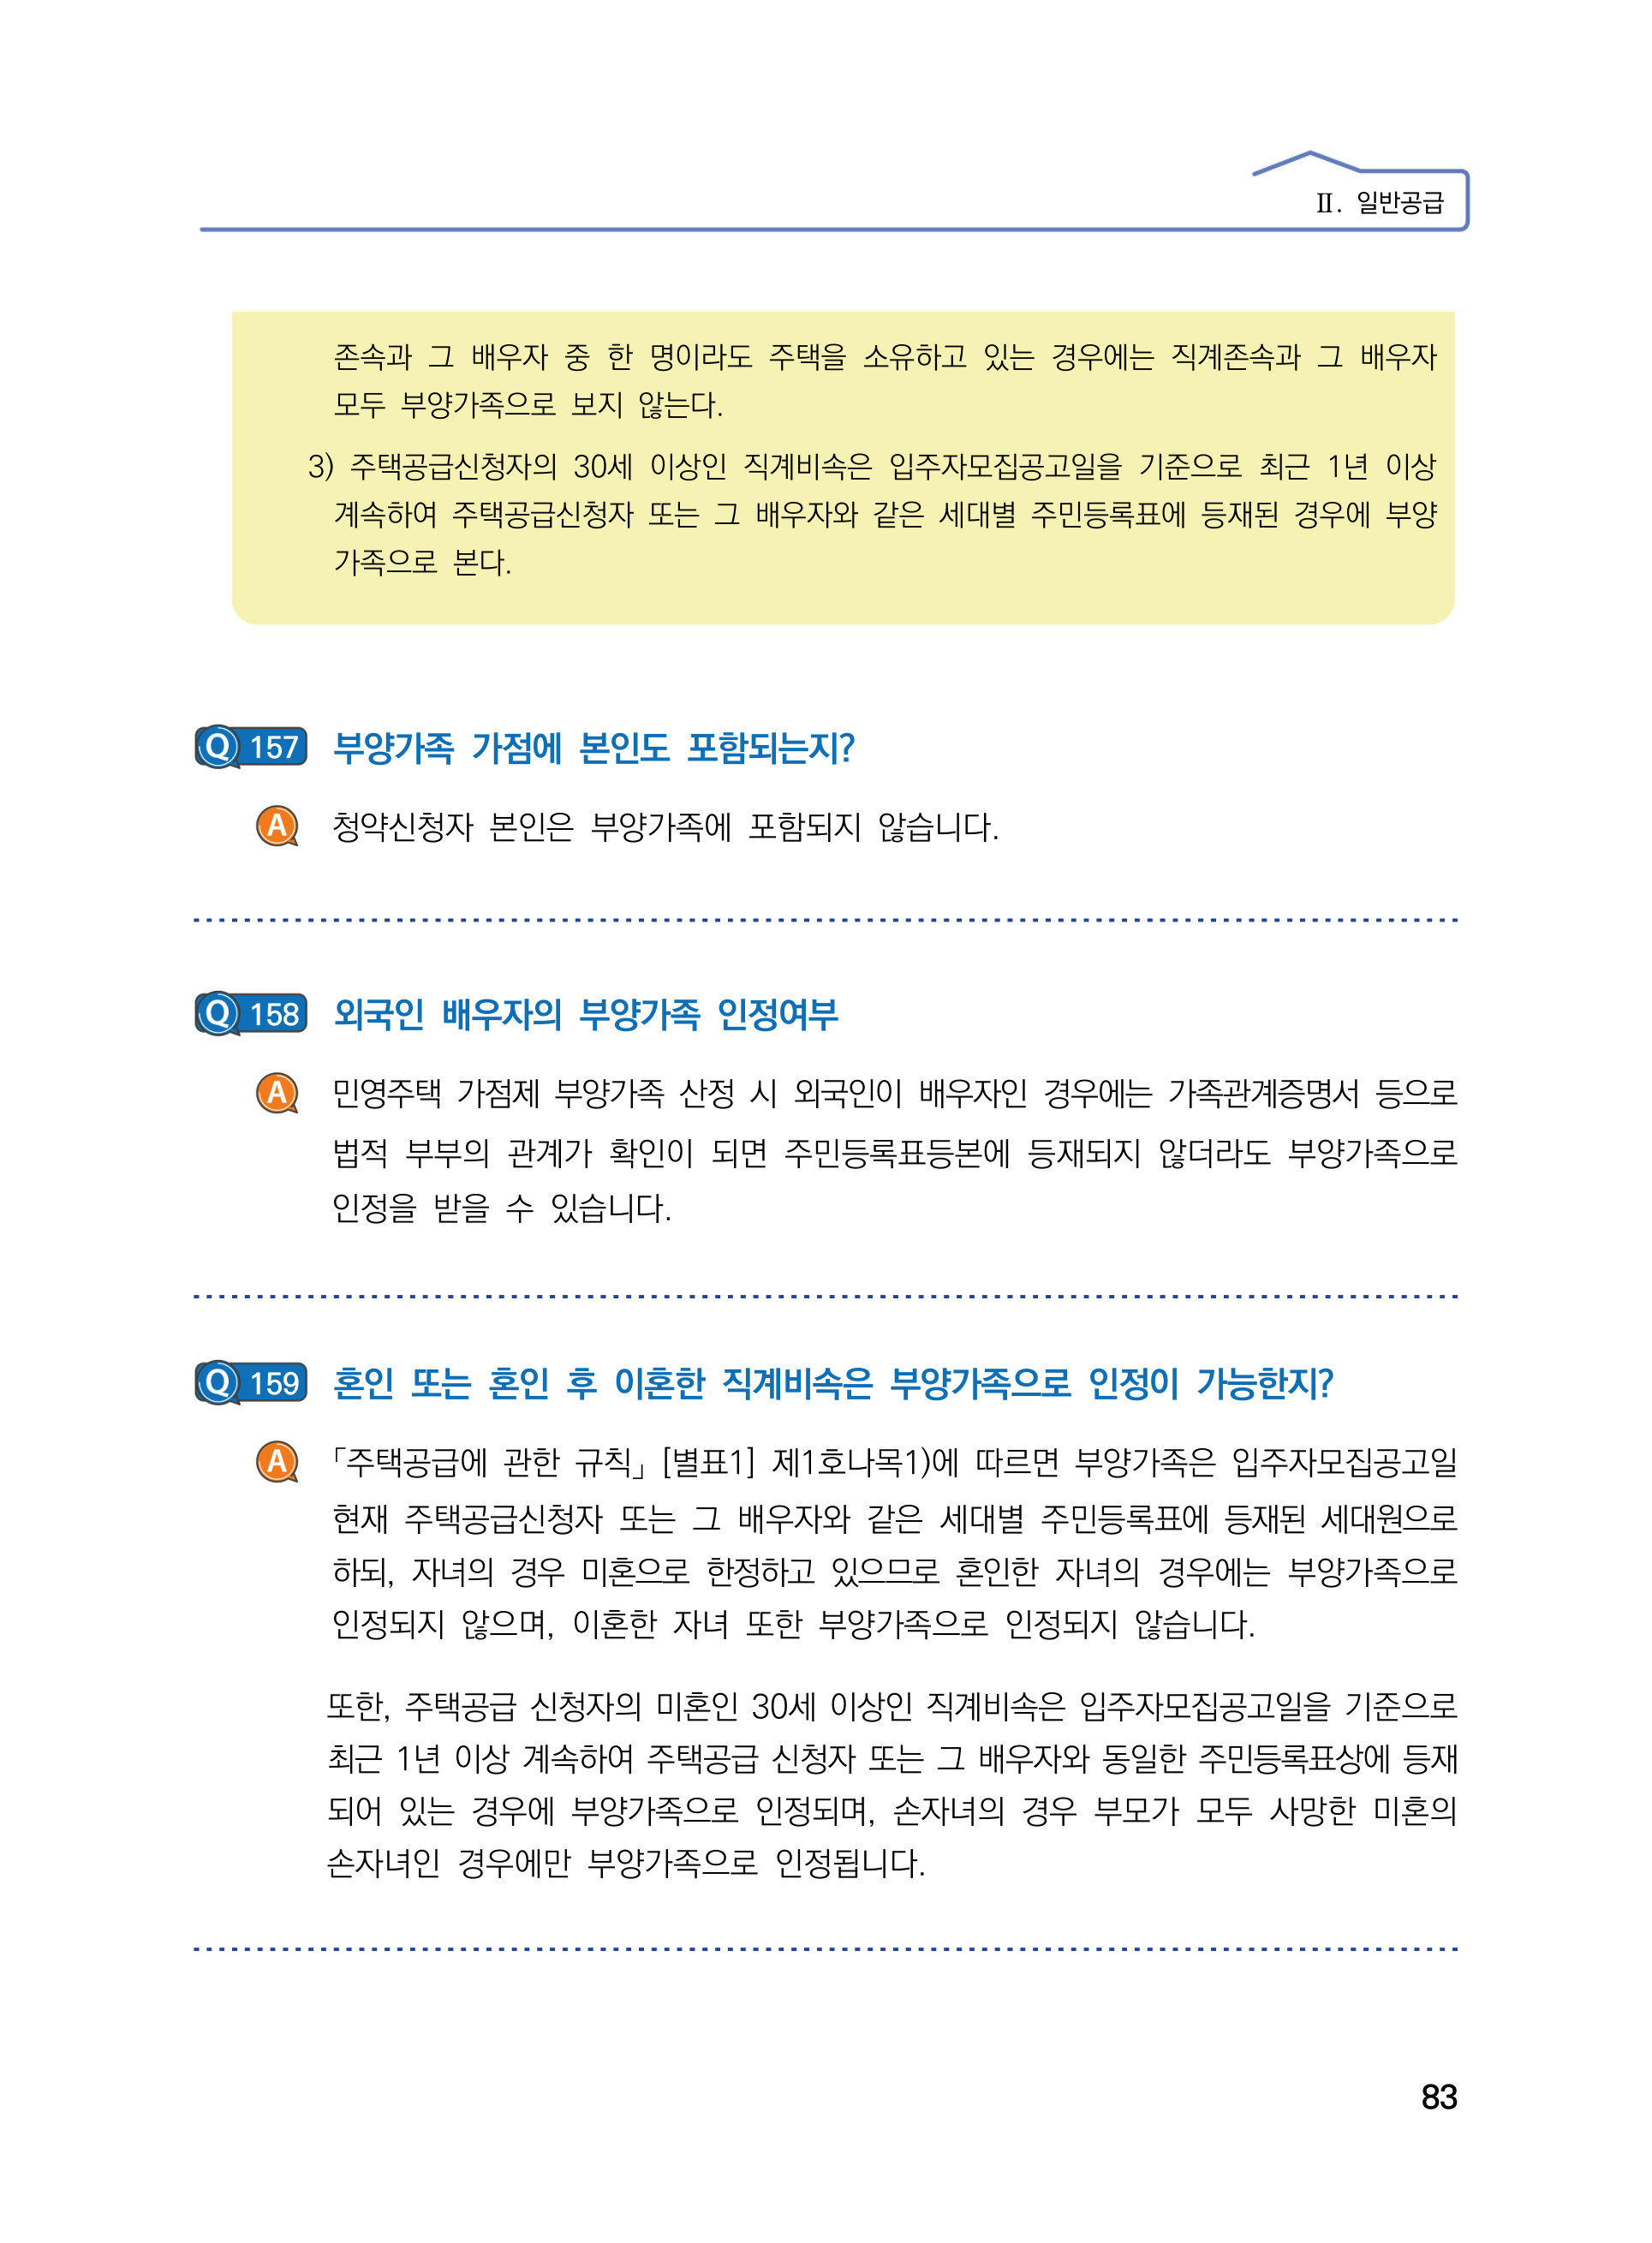 Ⅱ. 일반공급
존속과 그 배우자 중 한 명이라도 주택을 소유하고 있는 경우에는 직계존속과 그 배우자
모두 부양가족으로 보지 않는다.
3) 주택공급신청자의 30세 이상인 직계비속은 입주자모집공고일을 기준으로 최근 1년 이상
계속하여 주택공급신청자 또는 그 배우자와 같은 세대별 주민등록표에 등재된 경우에 부양
가족으로 본다.
Q 157 부양가족 가점에 본인도 포함되는지?
A 청약신청자 본인은 부양가족에 포함되지 않습니다.
Q 158 외국인 배우자의 부양가족 인정여부
A 민영주택 가점제 부양가족 산정 시 외국인이 배우자인 경우에는 가족관계증명서 등으로
법적 부부의 관계가 확인이 되면 주민등록표등본에 등재되지 않더라도 부양가족으로
인정을 받을 수 있습니다.
Q 159 혼인 또는 혼인 후 이혼한 직계비속은 부양가족으로 인정이 가능한지?
A 「주택공급에 관한 규칙」[별표1] 제1호나목1)에 따르면 부양가족은 입주자모집공고일
현재 주택공급신청자 또는 그 배우자와 같은 세대별 주민등록표에 등재된 세대원으로
하되, 자녀의 경우 미혼으로 한정하고 있으므로 혼인한 자녀의 경우에는 부양가족으로
인정되지 않으며, 이혼한 자녀 또한 부양가족으로 인정되지 않습니다.
또한, 주택공급 신청자의 미혼인 30세 이상인 직계비속은 입주자모집공고일을 기준으로
최근 1년 이상 계속하여 주택공급 신청자 또는 그 배우자와 동일한 주민등록표상에 등재
되어 있는 경우에 부양가족으로 인정되며, 손자녀의 경우 부모가 모두 사망한 미혼의
손자녀인 경우에만 부양가족으로 인정됩니다.
83